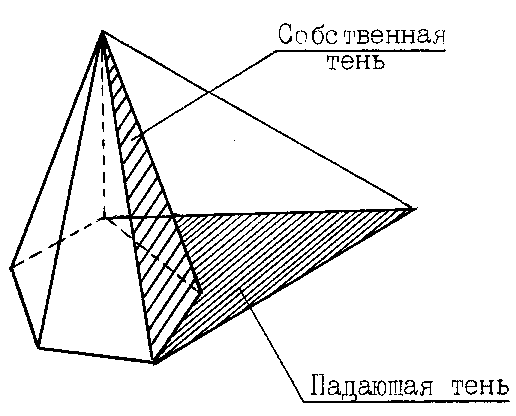 Собственная
тень
Падающая тень